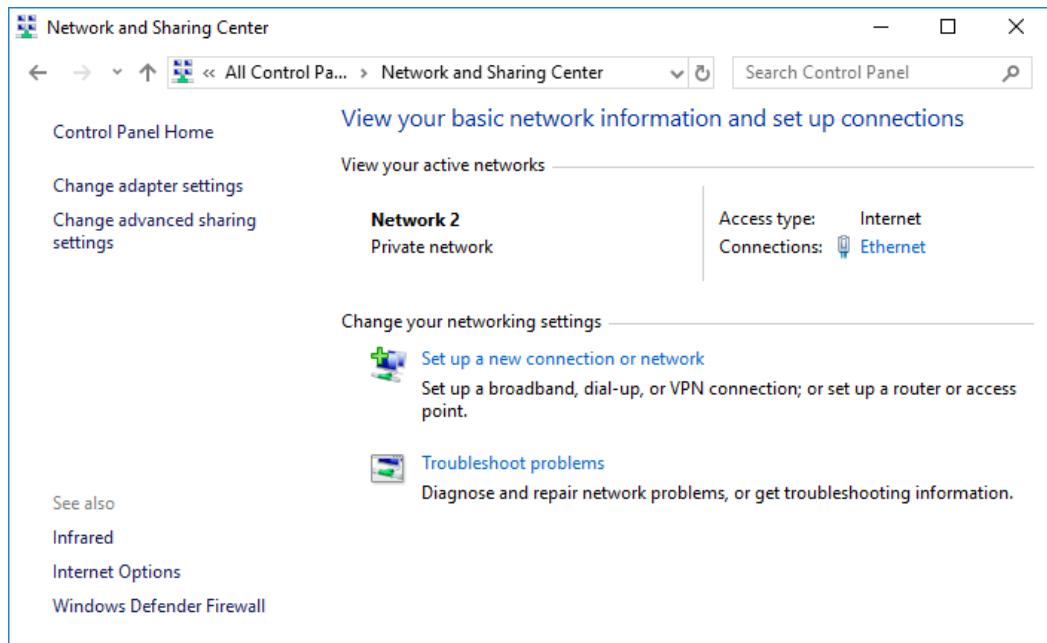 Network and Sharing Center
« All Control Pa... › Network and Sharing Center
Search Control Panel
Control Panel Home
Change adapter settings
Change advanced sharing
settings
View your basic network information and set up connections
View your active networks
Network 2
Private network
Access type: Internet
Connections: Ethernet
Change your networking settings
Set up a new connection or network
Set up a broadband, dial-up, or VPN connection; or set up a router or access
point.
Troubleshoot problems
Diagnose and repair network problems, or get troubleshooting information.
See also
Infrared
Internet Options
Windows Defender Firewall